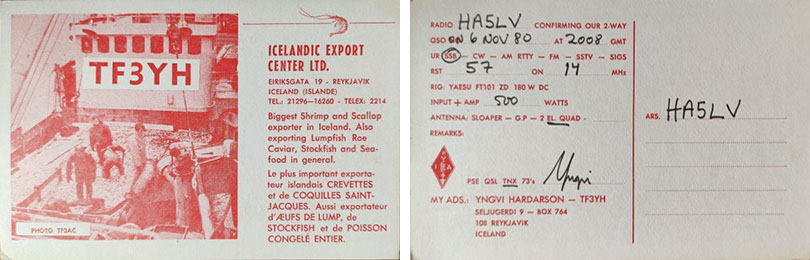 TF3YH
PHOTO TF3AC
ICELANDIC EXPORT
CENTER LTD.
EIRIKSGATA 19 - REYKJAVIK
ICELAND (ISLANDE)
TEL.: 21296-16260 - TELEX: 2214
Biggest Shrimp and Scallop
exporter in Iceland. Also
exporting Lumpfish Roe
Caviar, Stockfish and Sea-
food in general.
Le plus important exporta-
teur islandais CREVETTES
et de COQUILLES SAINT-
JACQUES. Aussi exportateur
d'ÆUFS DE LUMP, de
STOCKFISH et de POISSON
CONGELÉ ENTIER.
RADIO HA5LV CONFIRMING OUR 2-WAY
QSO ON 6 NOV 80 AT 2008 GMT
UR SSB - CW - AM RTTY - FM - SSTV - SIGS
RST 57 ON 14 MHz
RIG: YAESU FT101 ZD 180 W DC
INPUT + AMP 500 WATTS
ANTENNA: SLOAPER - G.P - 2 EL. QUAD -
REMARKS:
PSE QSL TNX 73's Yngvi
MY ADS.: YNGVI HARDARSON - TF3YH
SELJUGERDI 9 - BOX 764
108 REYKJAVIK
ICELAND
ARS. HA5LV